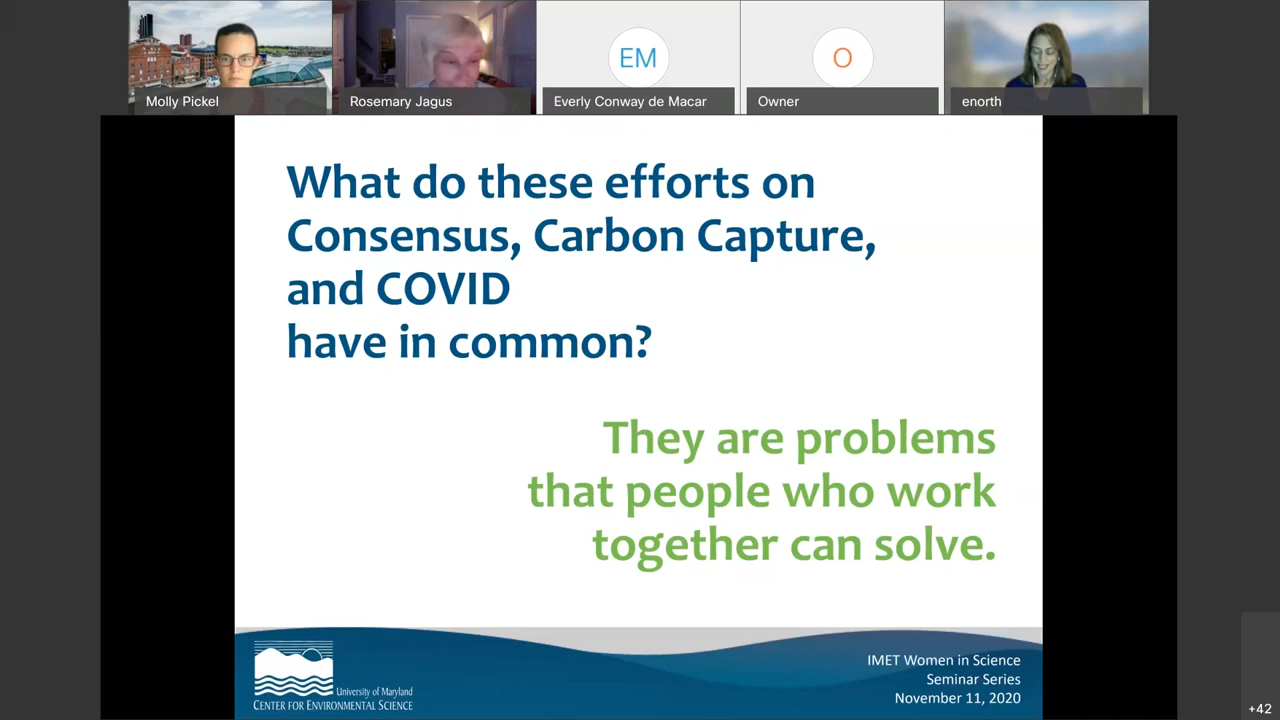 EM
O
Molly Pickel
Rosemary Jagus
Everly Conway de Macar
Owner
enorth
What do these efforts on
Consensus, Carbon Capture,
and COVID
have in common?
They are problems
that people who work
together can solve.
University of Maryland
CENTER FOR ENVIRONMENTAL SCIENCE
IMET Women in Science
Seminar Series
November 11, 2020
+42